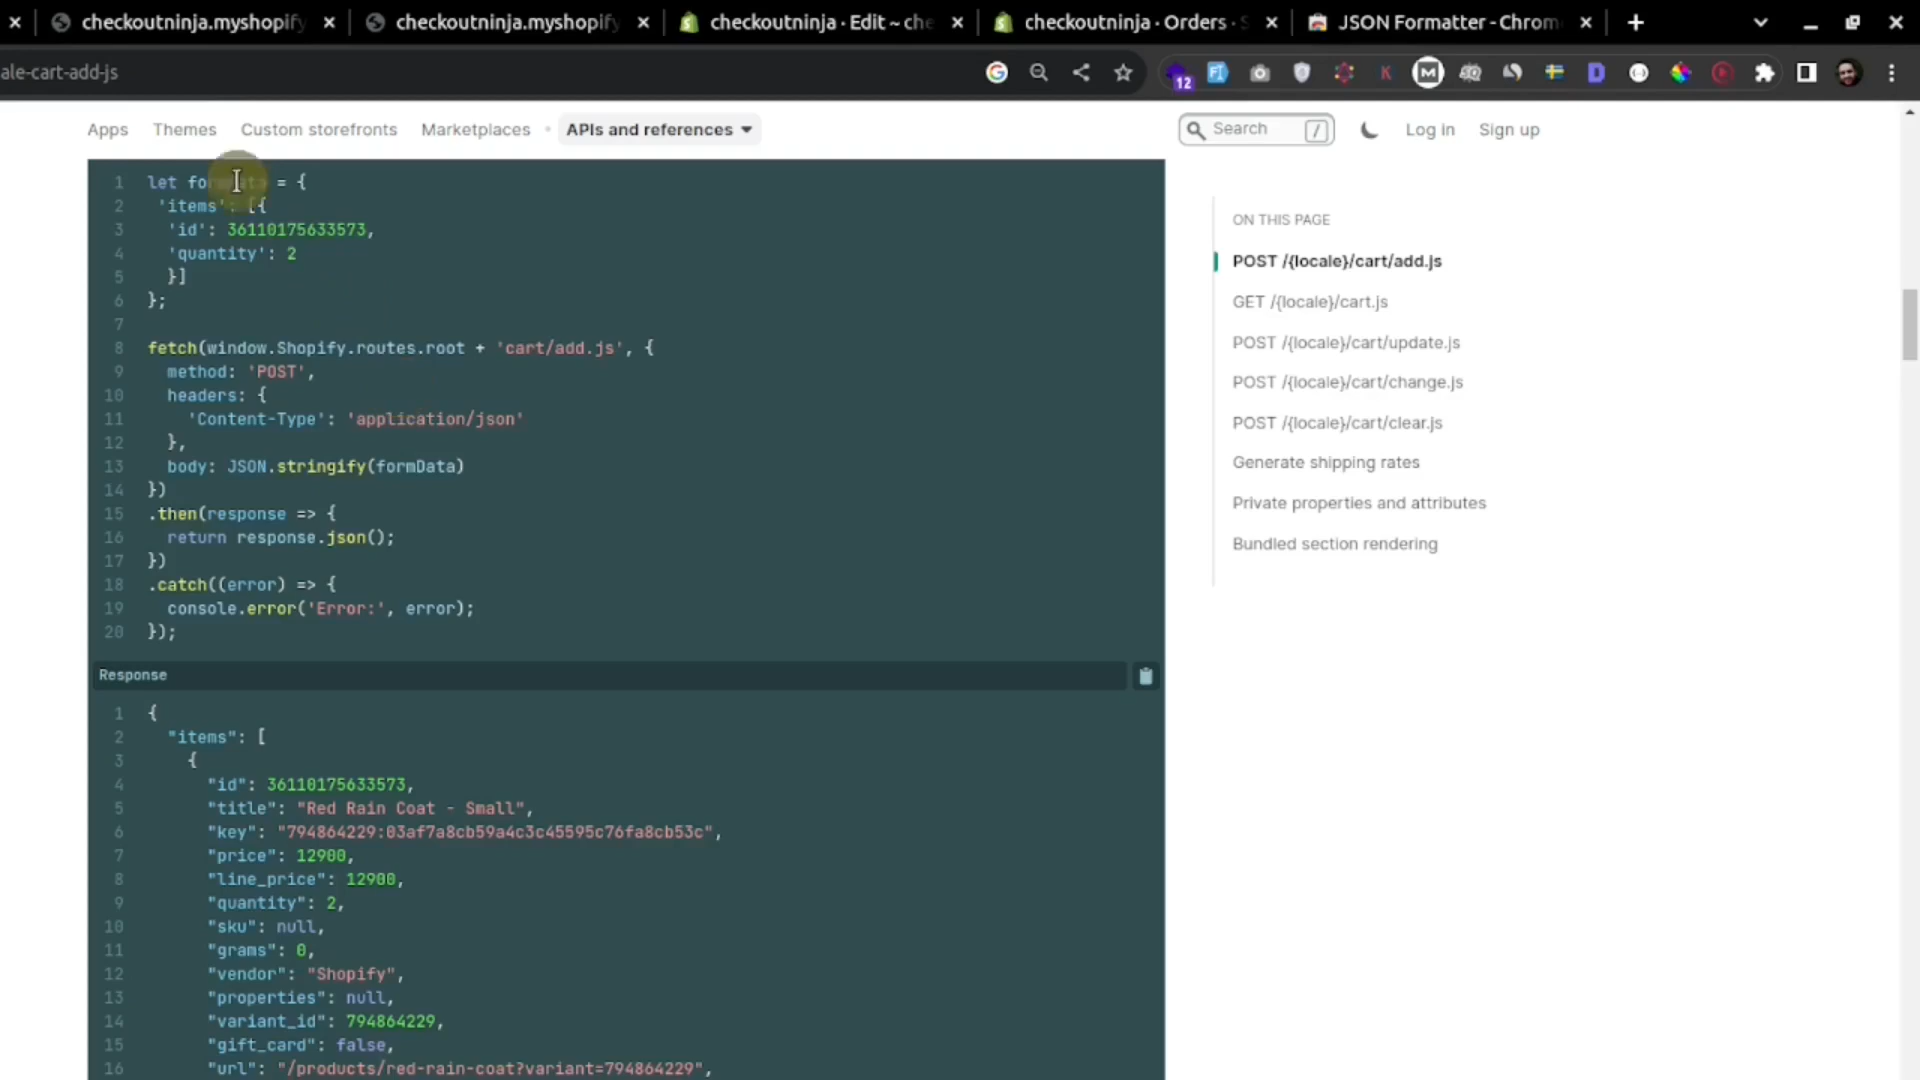 checkoutninja.myshopify
checkoutninja.myshopify
checkoutninja · Edit ~ che
checkoutninja · Orders · S
JSON Formatter - Chrom
ale-cart-add-js
12
Apps Themes Custom storefronts Marketplaces • APIs and references
Search / Log in Sign up
1 let fo = {
2 'items': [{
3 'id': 36110175633573,
4 'quantity': 2
5 }]
6 };
7
8 fetch(window.Shopify.routes.root + 'cart/add.js', {
9 method: 'POST',
10 headers: {
11 'Content-Type': 'application/json'
12 },
13 body: JSON.stringify(formData)
14 })
15 .then(response => {
16 return response.json();
17 })
18 .catch((error) => {
19 console.error('Error:', error);
20 });
Response
1 {
2 "items": [
3 {
4 "id": 36110175633573,
5 "title": "Red Rain Coat - Small",
6 "key": "794864229:03af7a8cb59a4c3c45595c76fa8cb53c",
7 "price": 12900,
8 "line_price": 12900,
9 "quantity": 2,
10 "sku": null,
11 "grams": 0,
12 "vendor": "Shopify",
13 "properties": null,
14 "variant_id": 794864229,
15 "gift_card": false,
16 "url": "/products/red-rain-coat?variant=794864229",
ON THIS PAGE
POST /{locale}/cart/add.js
GET /{locale}/cart.js
POST /{locale}/cart/update.js
POST /{locale}/cart/change.js
POST /{locale}/cart/clear.js
Generate shipping rates
Private properties and attributes
Bundled section rendering